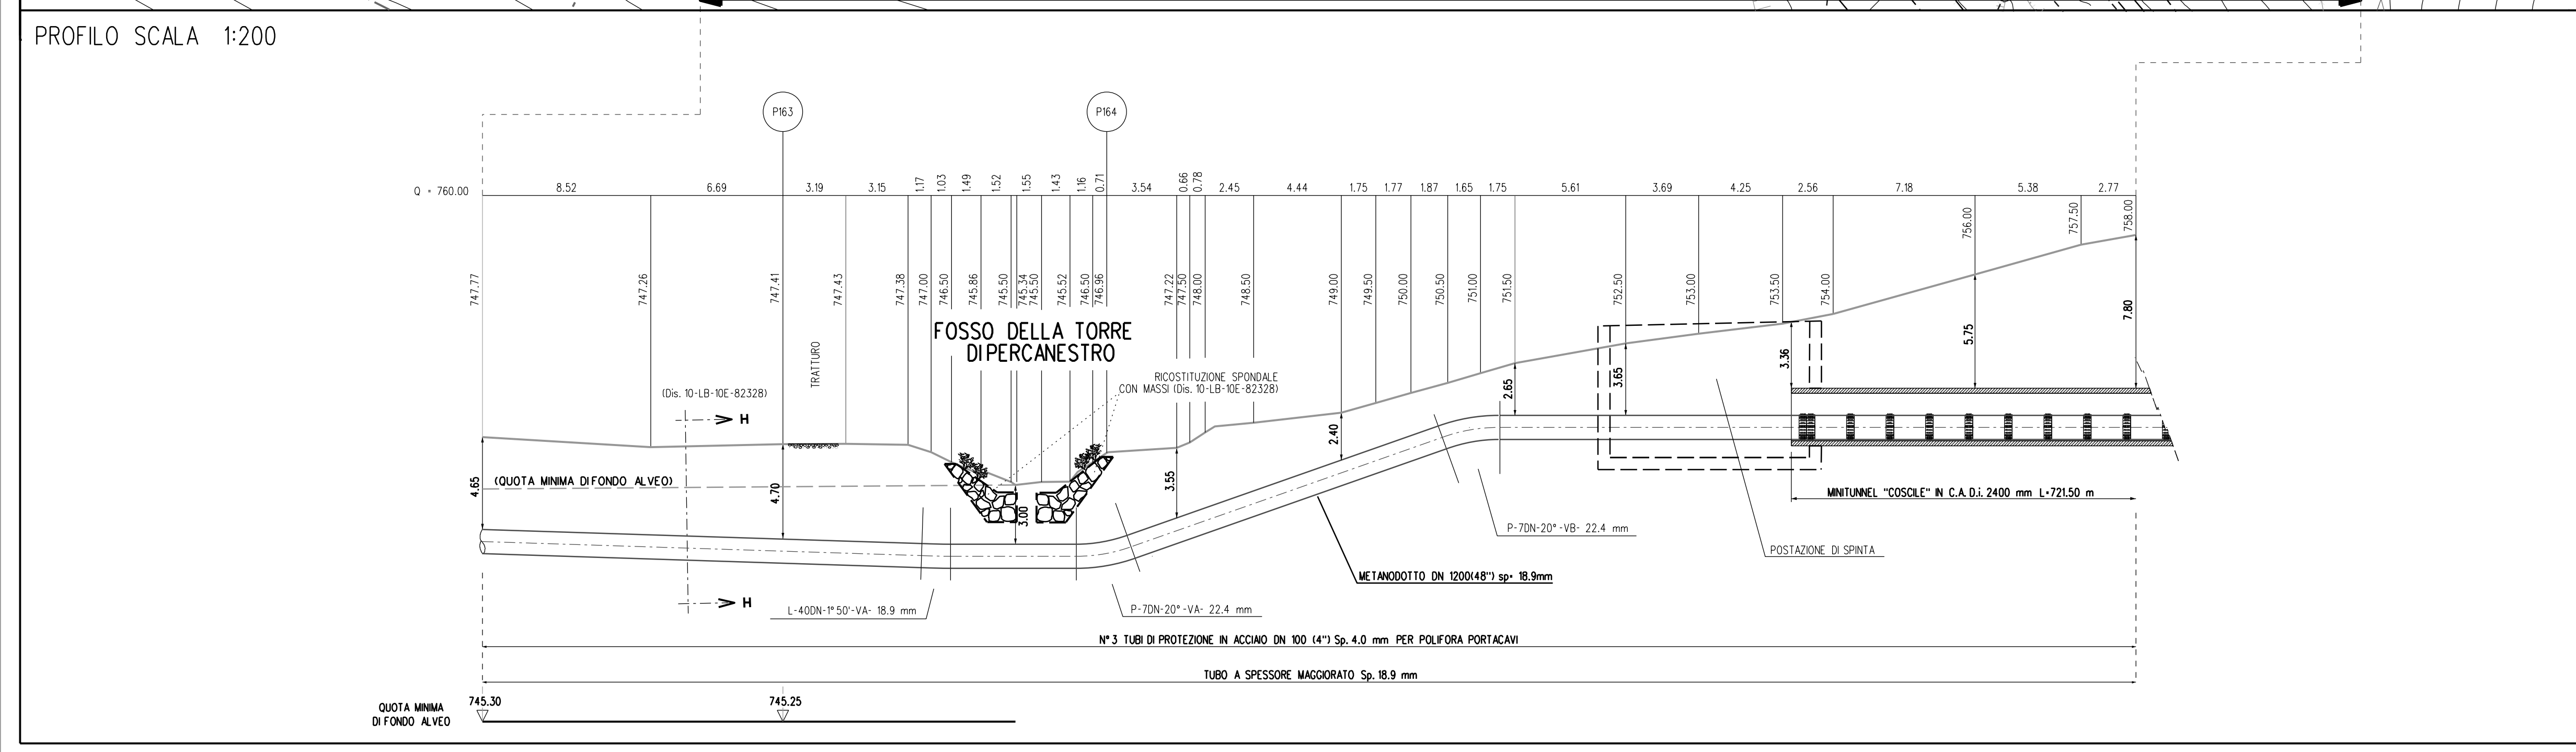 PROFILO SCALA 1:200
P163
P164
Q = 760.00
8.52 6.69 3.19 3.15 1.17 1.03 1.49 1.52 1.55 1.43 1.16 0.71 3.54 0.66 0.78 2.45 4.44 1.75 1.77 1.87 1.65 1.75 5.61 3.69 4.25 2.56 7.18 5.38 2.77
747.77 747.26 747.41 747.43 747.38 747.00 746.50 745.86 745.50 745.34 745.50 745.52 746.50 746.96 747.22 747.50 748.00 748.50 749.00 749.50 750.00 750.50 751.00 751.50 752.50 753.00 753.50 754.00 756.00 757.50 758.00
TRATTURO
FOSSO DELLA TORRE
DI PERCANESTRO
RICOSTITUZIONE SPONDALE
CON MASSI (Dis. 10-LB-10E-82328)
(Dis. 10-LB-10E-82328)
H
(QUOTA MINIMA DI FONDO ALVEO)
4.65 4.70 3.00 3.55 2.40 2.65 3.65 3.36 5.75 7.80
MINITUNNEL "COSCILE" IN C.A. D.i. 2400 mm L=721.50 m
P-7DN-20°-VB- 22.4 mm
POSTAZIONE DI SPINTA
METANODOTTO DN 1200(48") sp= 18.9mm
H
L-40DN-1°50'-VA- 18.9 mm
P-7DN-20°-VA- 22.4 mm
N° 3 TUBI DI PROTEZIONE IN ACCIAIO DN 100 (4") Sp. 4.0 mm PER POLIFORA PORTACAVI
TUBO A SPESSORE MAGGIORATO Sp. 18.9 mm
745.30 745.25
QUOTA MINIMA
DI FONDO ALVEO